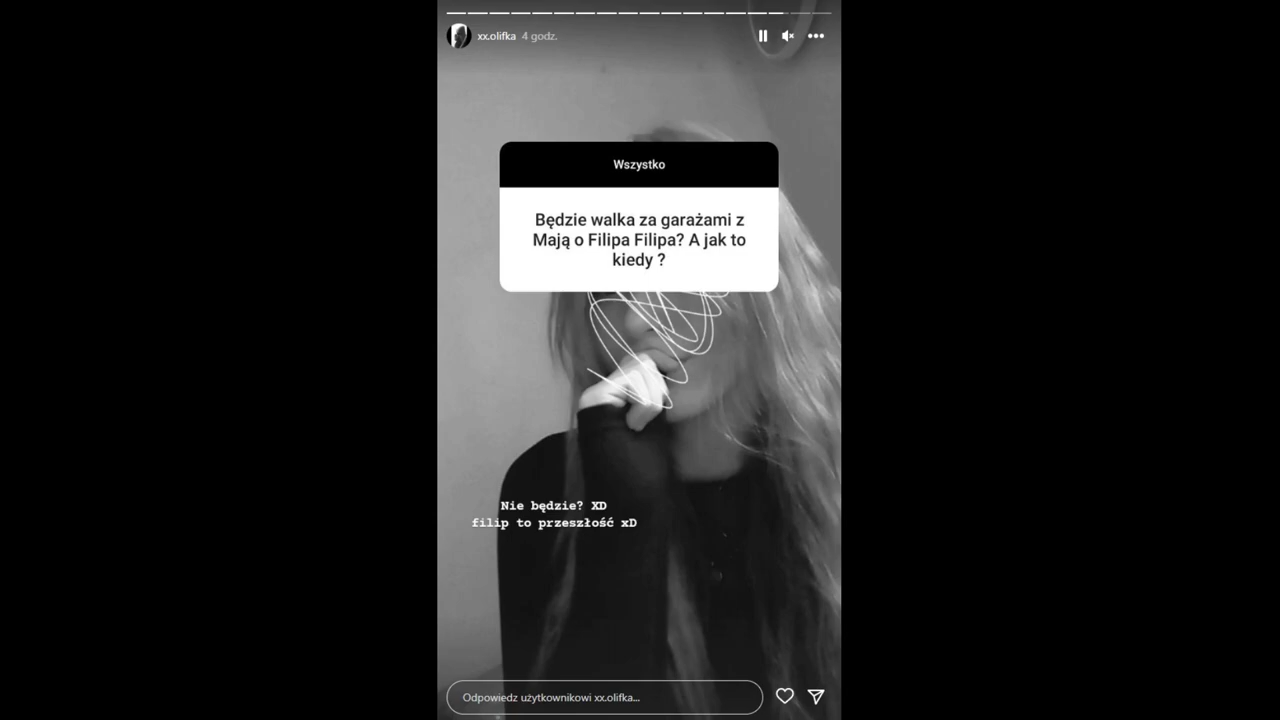 xx.olifka 4 godz.
Wszystko
Będzie walka za garażami z
Mają o Filipa Filipa? A jak to
kiedy ?
Nie będzie? XD
filip to przeszłość xD
Odpowiedz użytkownikowi xx.olifka...